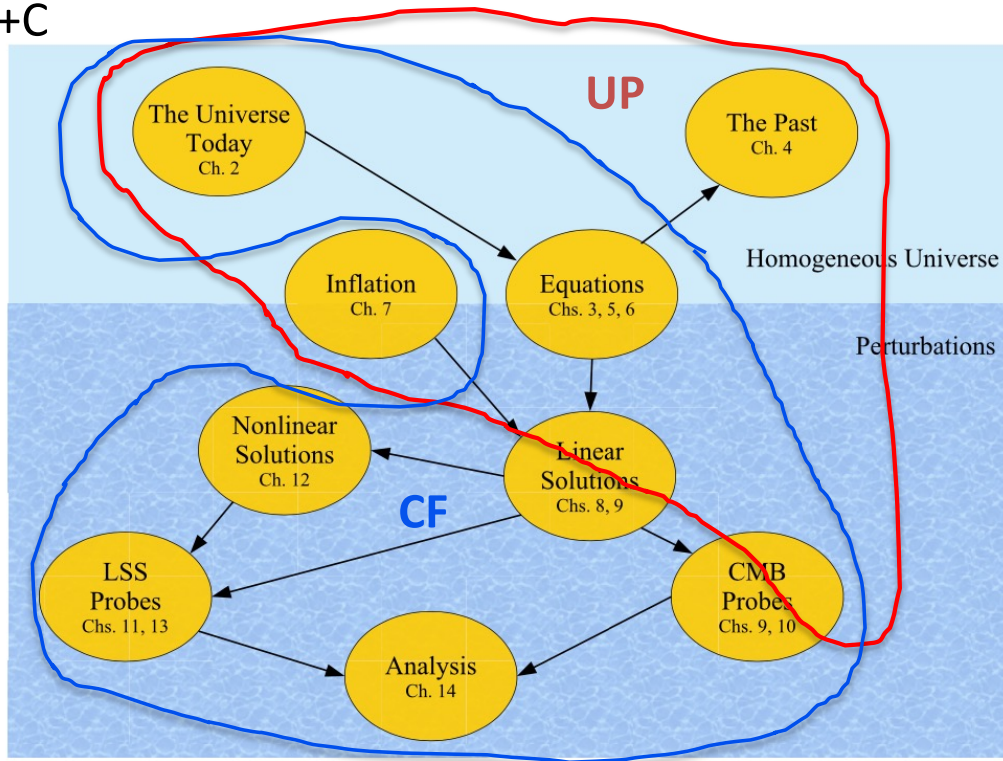 +C
UP
The Universe
Today
Ch. 2
The Past
Ch. 4
Homogeneous Universe
Inflation
Ch. 7
Equations
Chs. 3, 5, 6
Perturbations
Nonlinear
Solutions
Ch. 12
Linear
Solutions
Chs. 8, 9
CF
LSS
Probes
Chs. 11, 13
CMB
Probes
Chs. 9, 10
Analysis
Ch. 14